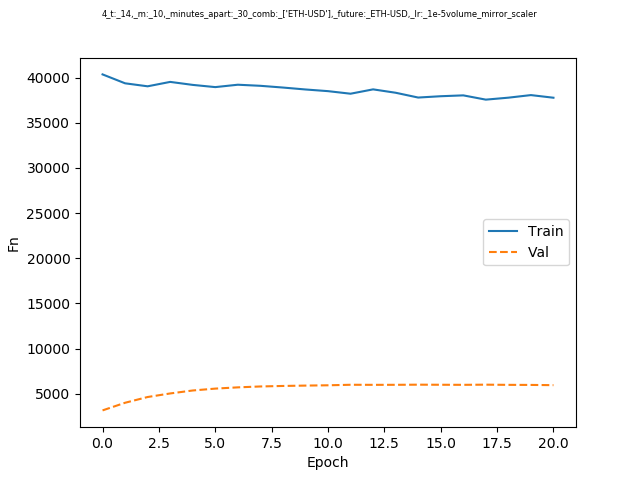 4_t:_14,_m:_10,_minutes_apart:_30_comb:_['ETH-USD'],_future:_ETH-USD,_lr:_1e-5volume_mirror_scaler
40000
35000
30000
25000
20000
15000
10000
5000
Fn
Train
Val
0.0 2.5 5.0 7.5 10.0 12.5 15.0 17.5 20.0
Epoch